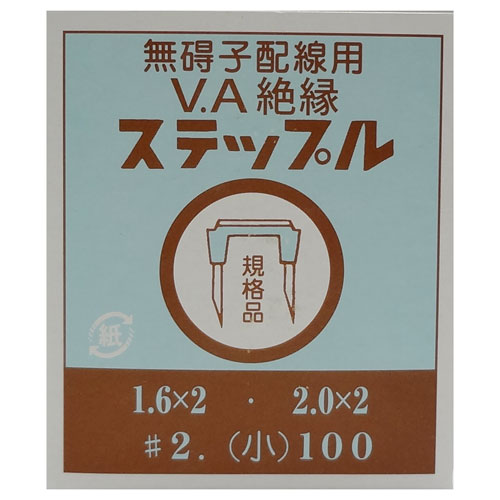 無碍子配線用
V.A絶縁
ステップル
規格品
紙
1.6×2 · 2.0×2
#2. (小)100